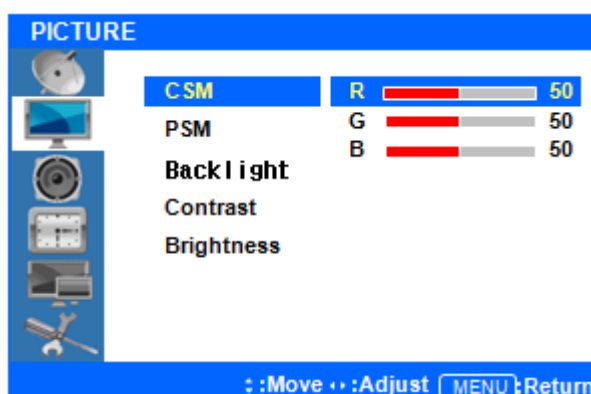 PICTURE
CSM R 50
PSM G 50
B 50
Backlight
Contrast
Brightness
:Move :Adjust MENU :Return